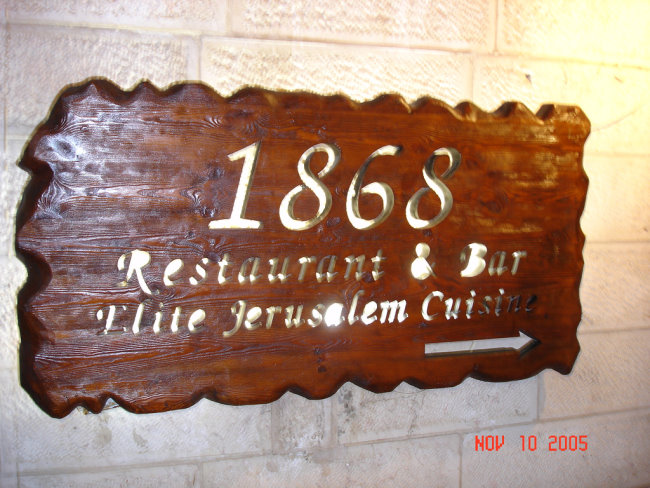 1868
Restaurant & Bar
Elite Jerusalem Cuisine
NOV 10 2005